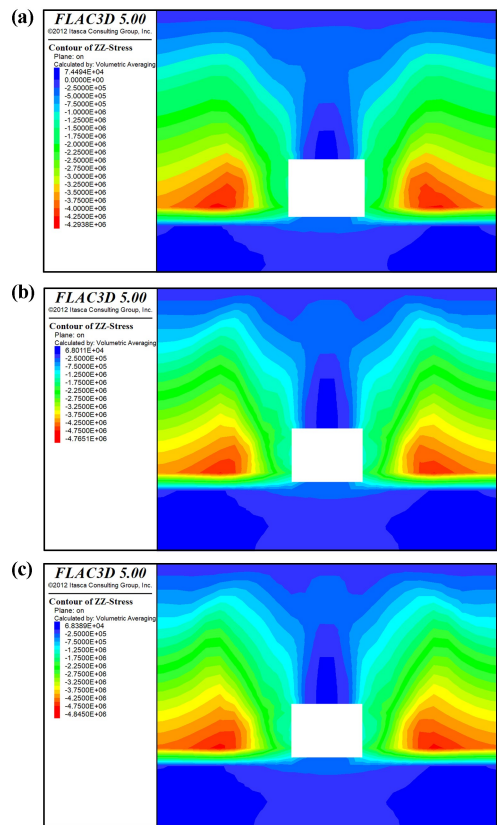 (a)
FLAC3D 5.00
©2012 Itasca Consulting Group, Inc.
Contour of ZZ-Stress
Plane: on
Calculated by: Volumetric Averaging
7.4494E+04
0.0000E+00
-2.5000E+05
-5.0000E+05
-7.5000E+05
-1.0000E+06
-1.2500E+06
-1.5000E+06
-1.7500E+06
-2.0000E+06
-2.2500E+06
-2.5000E+06
-2.7500E+06
-3.0000E+06
-3.2500E+06
-3.5000E+06
-3.7500E+06
-4.0000E+06
-4.2500E+06
-4.2938E+06
(b)
FLAC3D 5.00
©2012 Itasca Consulting Group, Inc.
Contour of ZZ-Stress
Plane: on
Calculated by: Volumetric Averaging
6.8011E+04
-2.5000E+05
-7.5000E+05
-1.2500E+06
-1.7500E+06
-2.2500E+06
-2.7500E+06
-3.2500E+06
-3.7500E+06
-4.2500E+06
-4.7500E+06
-4.7651E+06
(c)
FLAC3D 5.00
©2012 Itasca Consulting Group, Inc.
Contour of ZZ-Stress
Plane: on
Calculated by: Volumetric Averaging
6.8389E+04
-2.5000E+05
-7.5000E+05
-1.2500E+06
-1.7500E+06
-2.2500E+06
-2.7500E+06
-3.2500E+06
-3.7500E+06
-4.2500E+06
-4.7500E+06
-4.8450E+06